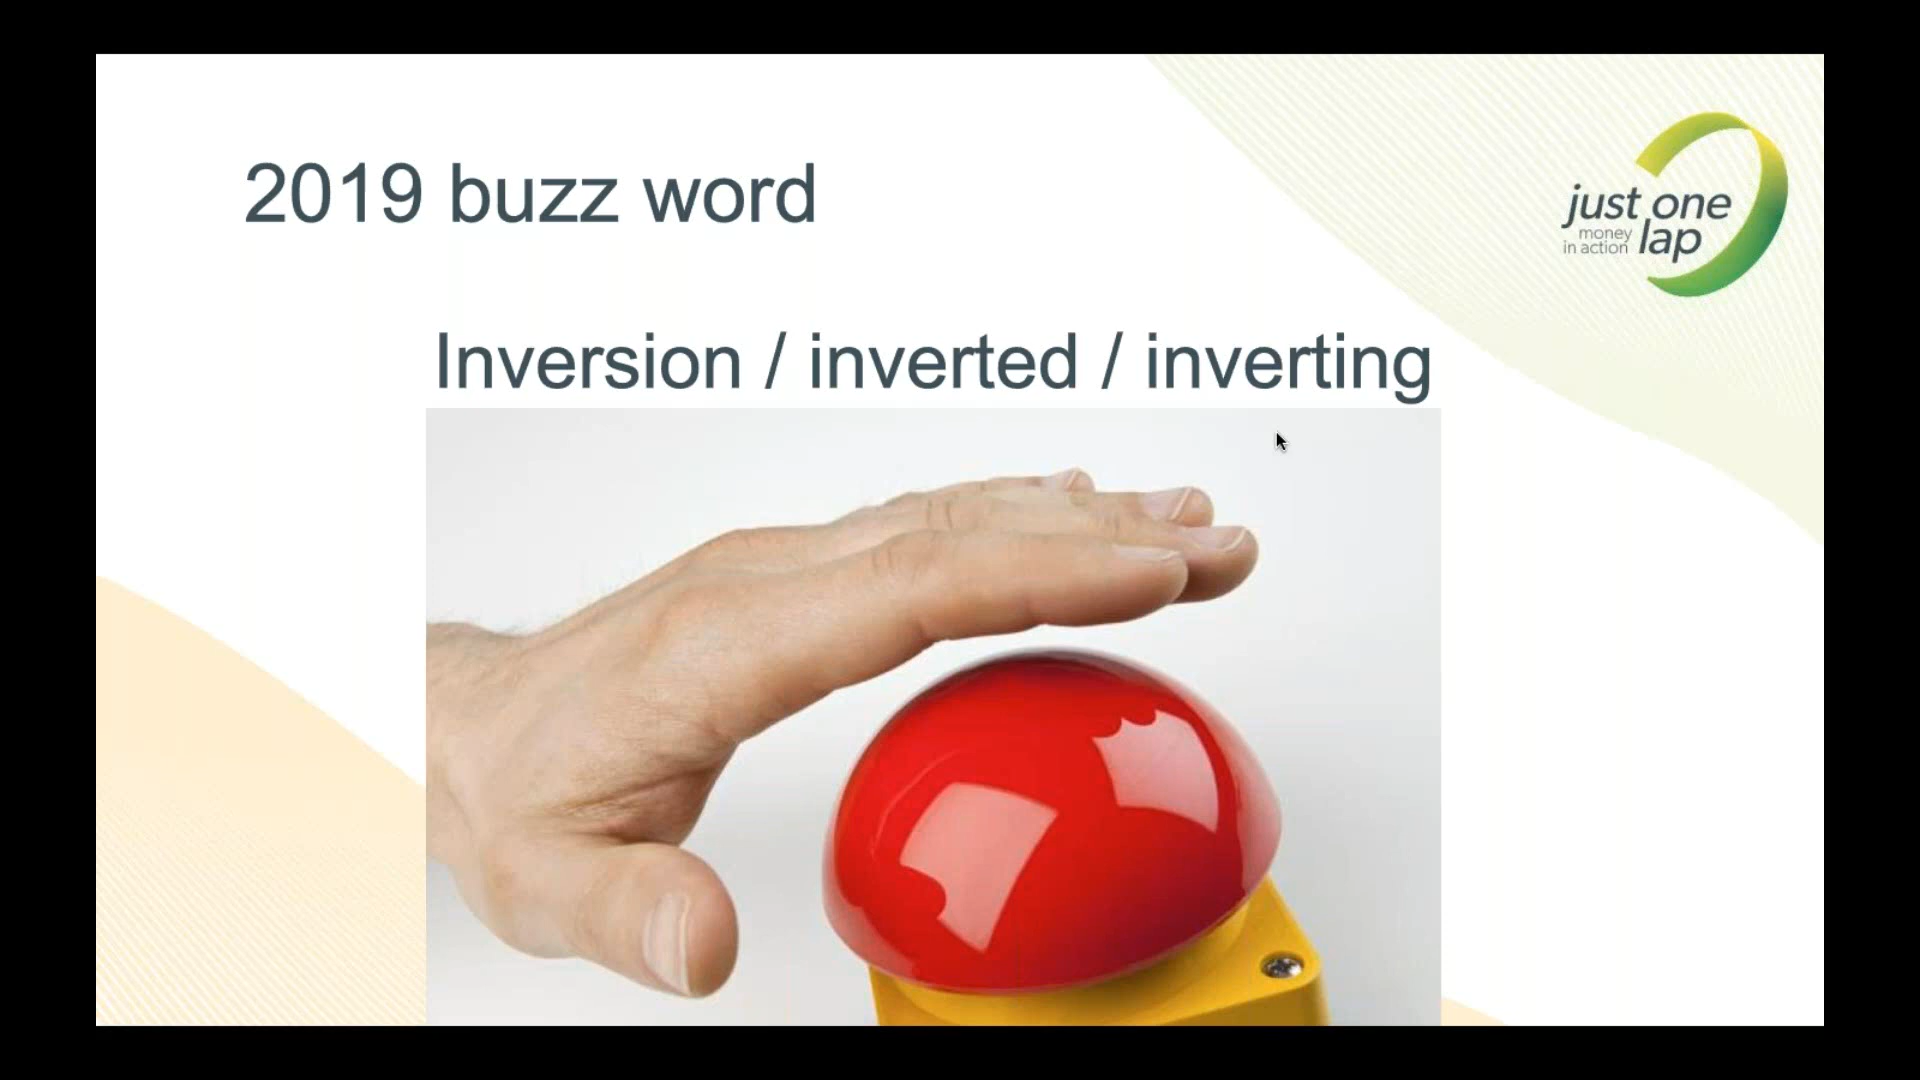 2019 buzz word
just one
money
in action
lap
Inversion / inverted / inverting